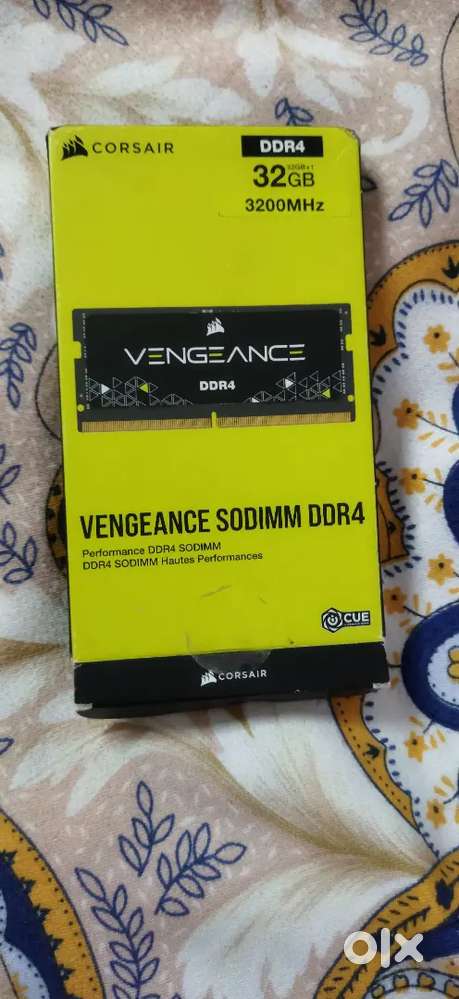 CORSAIR
DDR4
32GB
32GBx1
3200MHz
VENGEANCE
DDR4
VENGEANCE SODIMM DDR4
Performance DDR4 SODIMM
DDR4 SODIMM Hautes Performances
CUE
CORSAIR
olx